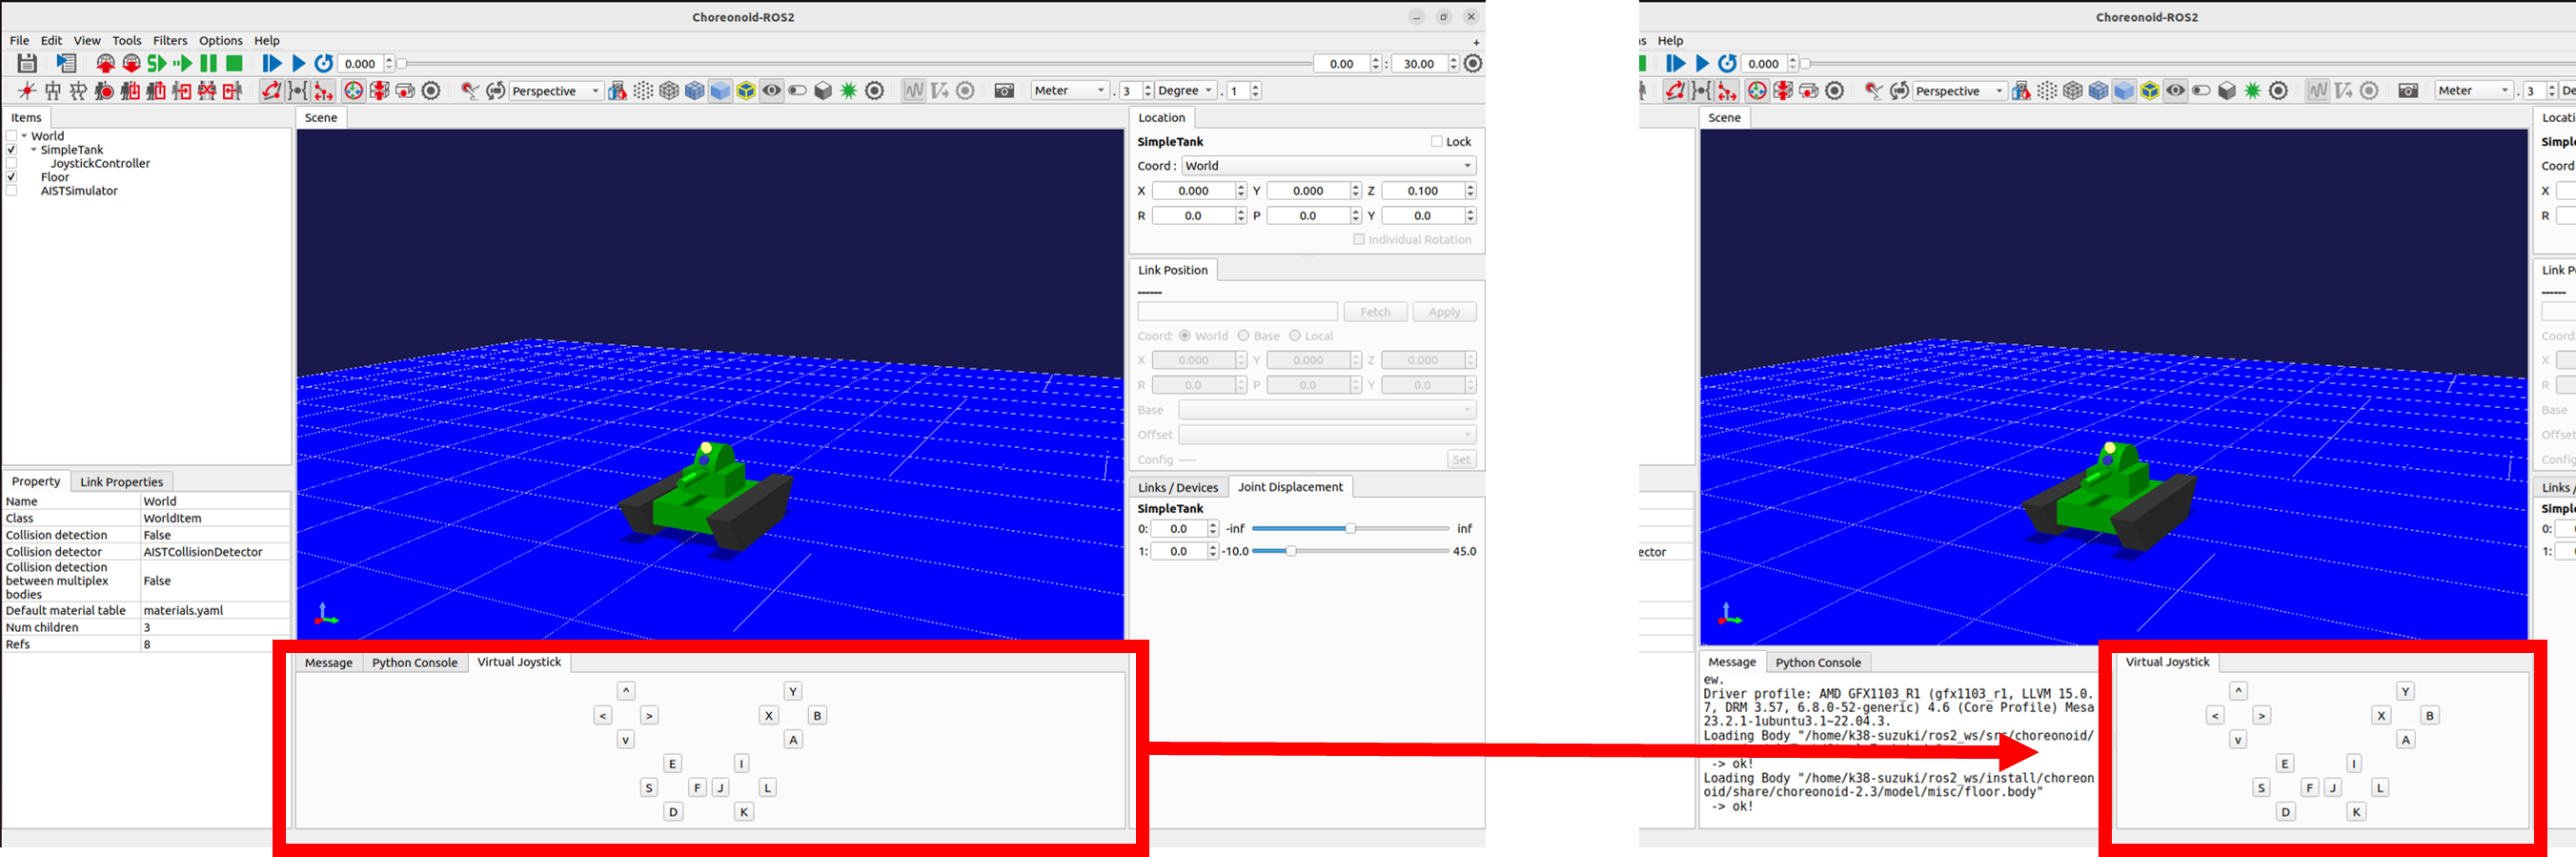 Choreonoid-ROS2
File Edit View Tools Filters Options Help
+
0.000 0.00 : 30.00
Perspective Meter . 3 Degree . 1
Items
World
SimpleTank
JoystickController
Floor
AISTSimulator
Property Link Properties
Name World
Class WorldItem
Collision detection False
Collision detector AISTCollisionDetector
Collision detection between multiplex bodies False
Default material table materials.yaml
Num children 3
Refs 8
Scene
Message Python Console Virtual Joystick
^ Y
< > X B
v A
E I
S F J L
D K
Location
SimpleTank Lock
Coord : World
X 0.000 Y 0.000 Z 0.100
R 0.0 P 0.0 Y 0.0
Individual Rotation
Link Position
------
Fetch Apply
Coord: World Base Local
X 0.000 Y 0.000 Z 0.000
R 0.0 P 0.0 Y 0.0
Base
Offset
Config -----
Set
Links / Devices Joint Displacement
SimpleTank
0: 0.0 -inf inf
1: 0.0 -10.0 45.0
Choreonoid-ROS2
ns Help
0.000
Perspective Meter . 3 De
Scene
ector
Message Python Console
ew.
Driver profile: AMD GFX1103_R1 (gfx1103_r1, LLVM 15.0.
7, DRM 3.57, 6.8.0-52-generic) 4.6 (Core Profile) Mesa
23.2.1-1ubuntu3.1~22.04.3.
Loading Body "/home/k38-suzuki/ros2_ws/src/choreonoid/
-> ok!
Loading Body "/home/k38-suzuki/ros2_ws/install/choreon
oid/share/choreonoid-2.3/model/misc/floor.body"
-> ok!
Virtual Joystick
^ Y
< > X B
v A
E I
S F J L
D K
Locati
Simpl
Coord
X
R
Link P
------
Coord:
X
R
Base
Offset
Config
Links /
Simple
0:
1: